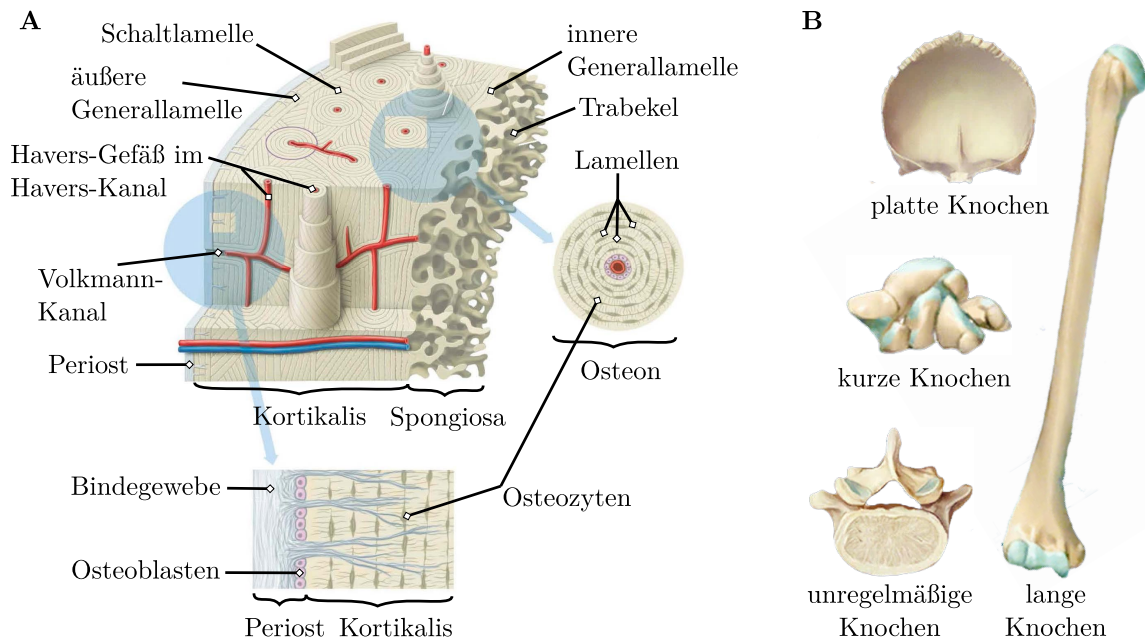 A
Schaltlamelle
äußere
Generallamelle
innere
Generallamelle
Trabekel
Havers-Gefäß im
Havers-Kanal
Lamellen
Volkmann-
Kanal
Periost
Osteon
Kortikalis
Spongiosa
Bindegewebe
Osteozyten
Osteoblasten
Periost
Kortikalis
B
platte Knochen
kurze Knochen
unregelmäßige
Knochen
lange
Knochen